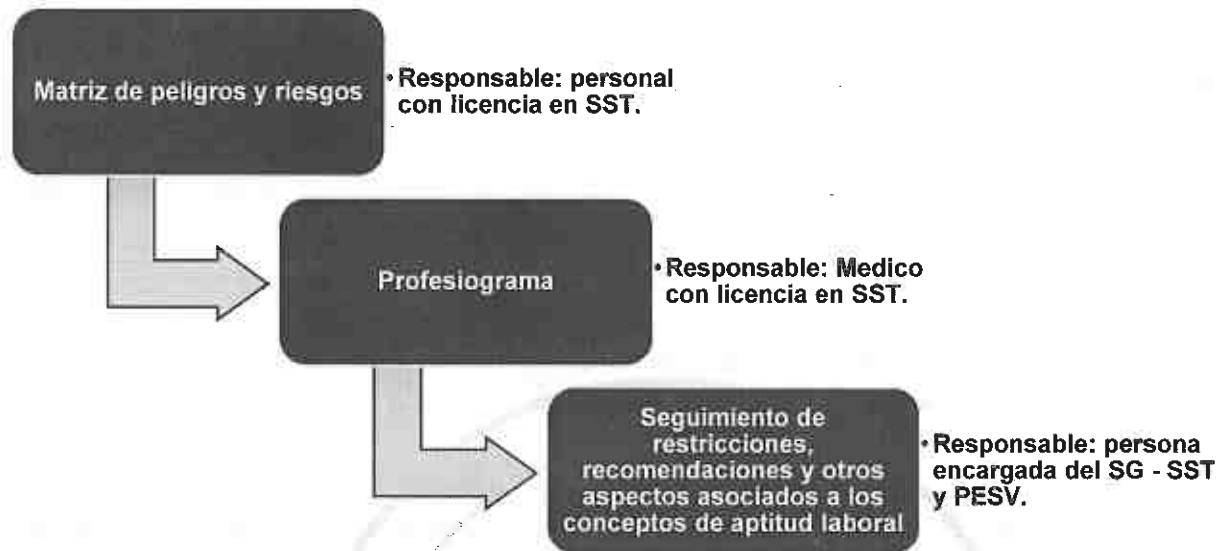 Matriz de peligros y riesgos
• Responsable: personal
con licencia en SST.
Profesiograma
• Responsable: Medico
con licencia en SST.
Seguimiento de
restricciones,
recomendaciones y otros
aspectos asociados a los
conceptos de aptitud laboral
• Responsable: persona
encargada del SG - SST
y PESV.